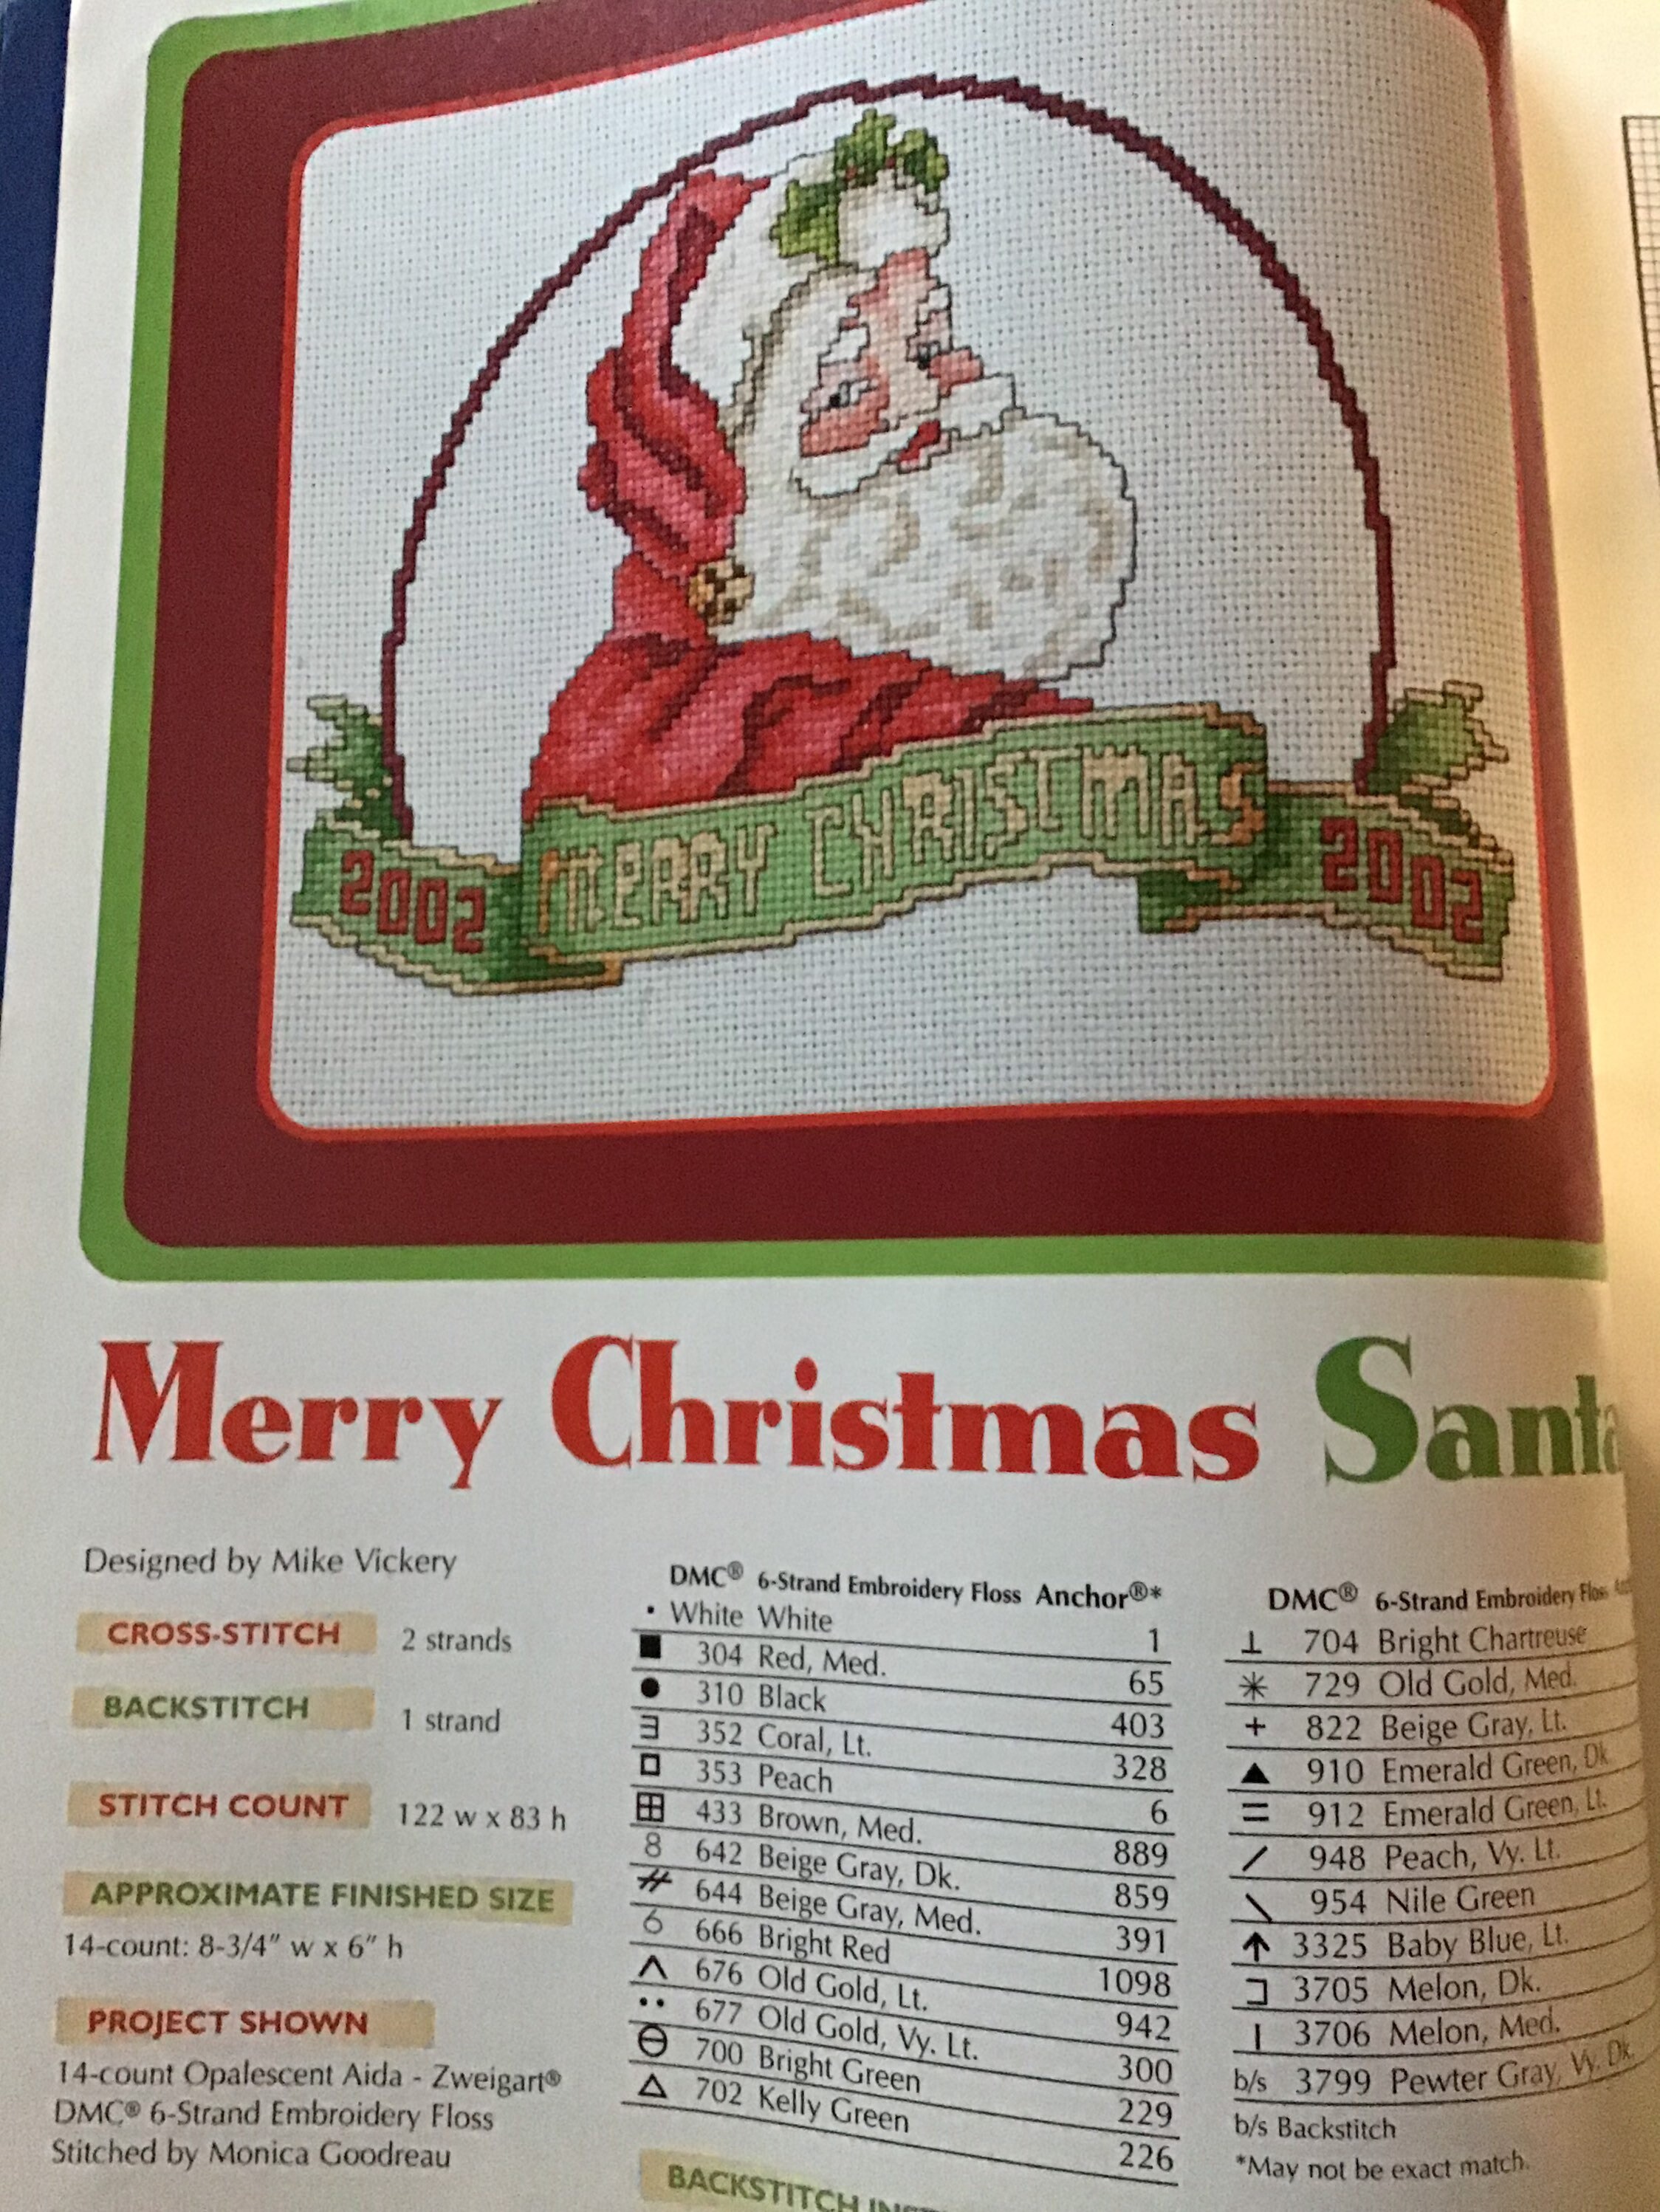 MERRY CHRISTMAS
2002
2002
Merry Christmas Santa
Designed by Mike Vickery
CROSS-STITCH 2 strands
BACKSTITCH 1 strand
STITCH COUNT 122 w x 83 h
APPROXIMATE FINISHED SIZE
14-count: 8-3/4" w x 6" h
PROJECT SHOWN
14-count Opalescent Aida - Zweigart®
DMC® 6-Strand Embroidery Floss
Stitched by Monica Goodreau
DMC® 6-Strand Embroidery Floss Anchor®*
• White White 1
■ 304 Red, Med. 65
● 310 Black 403
∃ 352 Coral, Lt. 328
□ 353 Peach 6
⊞ 433 Brown, Med. 889
8 642 Beige Gray, Dk. 859
644 Beige Gray, Med. 391
6 666 Bright Red 1098
∧ 676 Old Gold, Lt. 942
•• 677 Old Gold, Vy. Lt. 300
⊖ 700 Bright Green 229
△ 702 Kelly Green 226
BACKSTITCH
DMC® 6-Strand Embroidery Floss
⊥ 704 Bright Chartreuse
✳ 729 Old Gold, Med.
+ 822 Beige Gray, Lt.
▲ 910 Emerald Green, Dk.
= 912 Emerald Green, Lt.
/ 948 Peach, Vy. Lt.
\ 954 Nile Green
↑ 3325 Baby Blue, Lt.
⊐ 3705 Melon, Dk.
| 3706 Melon, Med.
b/s 3799 Pewter Gray, Vy. Dk.
b/s Backstitch
*May not be exact match.